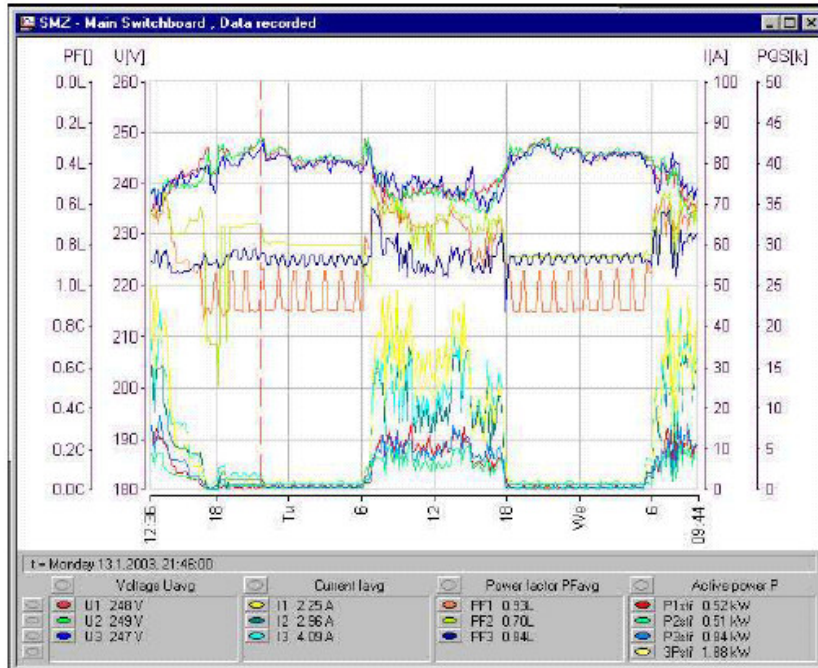 SMZ - Main Switchboard , Data recorded
PF[] U[V] I[A] PQS[k]
0.0L 260 100 50
0.2L 250 90 45
0.4L 240 80 40
0.6L 230 70 35
0.8L 220 60 30
1.0L 210 50 25
0.8C 200 40 20
0.6C 190 30 15
0.4C 180 20 10
0.2C 10 5
0.0C 0 0
12:36 18 Tu 6 12 18 We 6 09:44
t = Monday 13.1.2003, 21:46:00
Voltage Uavg Current Iavg Power factor PFavg Active power P
U1 248 V I1 2.25 A PF1 0.93L P1stř 0.52 kW
U2 249 V I2 2.96 A PF2 0.70L P2stř 0.51 kW
U3 247 V I3 4.09 A PF3 0.84L P3stř 0.84 kW
3Pstř 1.88 kW